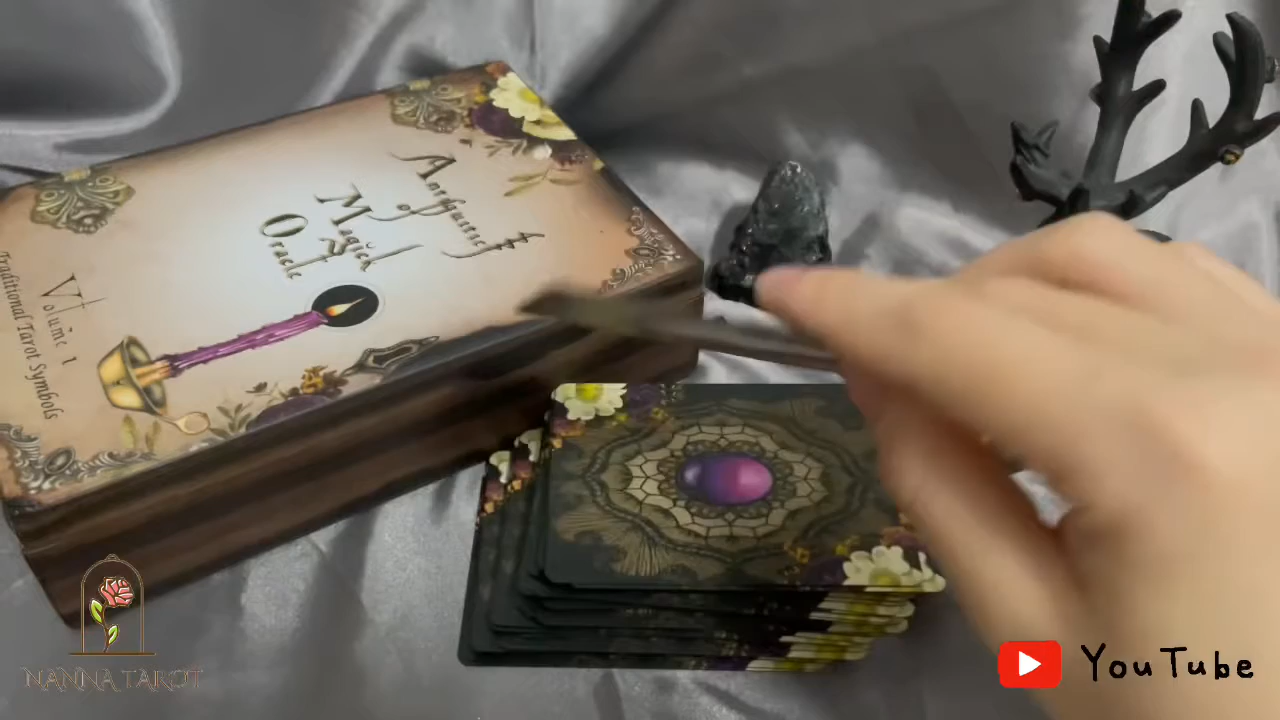 Apothecary
of
Magick
Oracle
Volume 1
Traditional Tarot Symbols
NANNA TAROT
YouTube